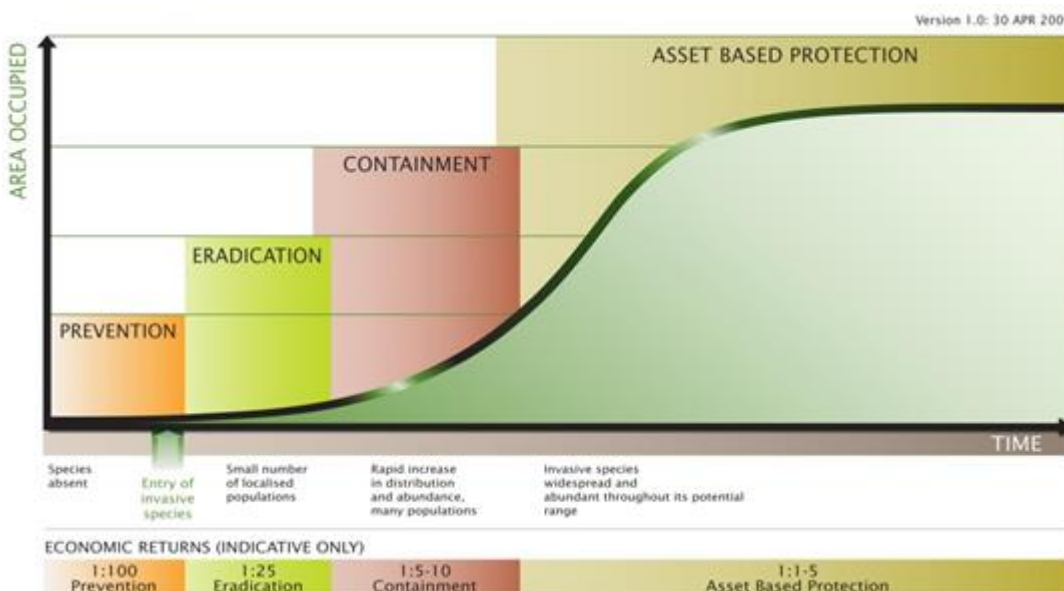 Version 1.0: 30 APR 200
AREA OCCUPIED
ASSET BASED PROTECTION
CONTAINMENT
ERADICATION
PREVENTION
TIME
Species
absent
Entry of
invasive
species
Small number
of localised
populations
Rapid increase
in distribution
and abundance,
many populations
Invasive species
widespread and
abundant throughout its potential
range
ECONOMIC RETURNS (INDICATIVE ONLY)
1:100
Prevention
1:25
Eradication
1:5-10
Containment
1:1-5
Asset Based Protection